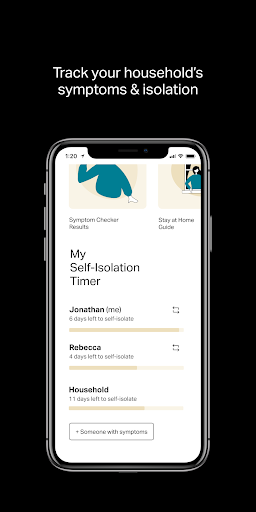 Track your household's
symptoms & isolation
1:20
Symptom Checker
Results
Stay at Home
Guide
My
Self-Isolation
Timer
Jonathan (me)
6 days left to self-isolate
Rebecca
4 days left to self-isolate
Household
11 days left to self-isolate
+ Someone with symptoms